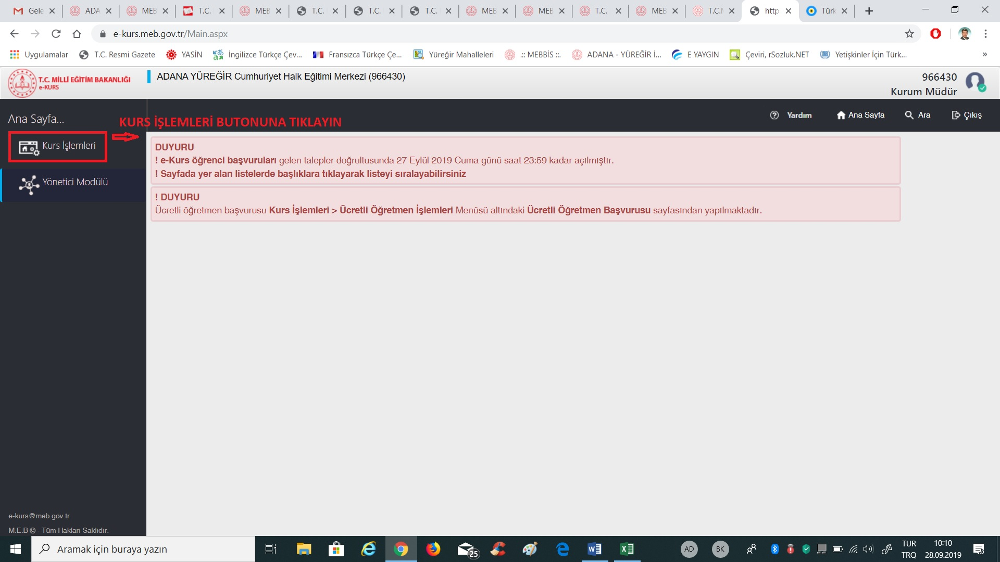 Gele
ADA
MEB
T.C.
MEB
T.C.
T.C.
T.C.
MEB
MEB
T.C.
MEB
T.C.
http
Türk
e-kurs.meb.gov.tr/Main.aspx
Uygulamalar
T.C. Resmi Gazete
YASİN
İngilizce Türkçe Çev...
Fransızca Türkçe Çe...
Yüreğir Mahalleleri
.:: MEBBİS ::.
ADANA - YÜREĞİR İ...
E YAYGIN
Çeviri, rSozluk.NET
Yetişkinler İçin Türk...
»
T.C. MİLLÎ EĞİTİM BAKANLIĞI
e-KURS
ADANA YÜREĞİR Cumhuriyet Halk Eğitimi Merkezi (966430)
966430
Kurum Müdür
Ana Sayfa...
KURS İŞLEMLERİ BUTONUNA TIKLAYIN
Yardım
Ana Sayfa
Ara
Çıkış
Kurs İşlemleri
Yönetici Modülü
DUYURU
! e-Kurs öğrenci başvuruları gelen talepler doğrultusunda 27 Eylül 2019 Cuma günü saat 23:59 kadar açılmıştır.
! Sayfada yer alan listelerde başlıklara tıklayarak listeyi sıralayabilirsiniz
! DUYURU
Ücretli öğretmen başvurusu Kurs İşlemleri > Ücretli Öğretmen İşlemleri Menüsü altındaki Ücretli Öğretmen Başvurusu sayfasından yapılmaktadır.
e-kurs@meb.gov.tr
M.E.B © - Tüm Hakları Saklıdır.
Aramak için buraya yazın
25
AD
BK
TUR
TRQ
10:10
28.09.2019